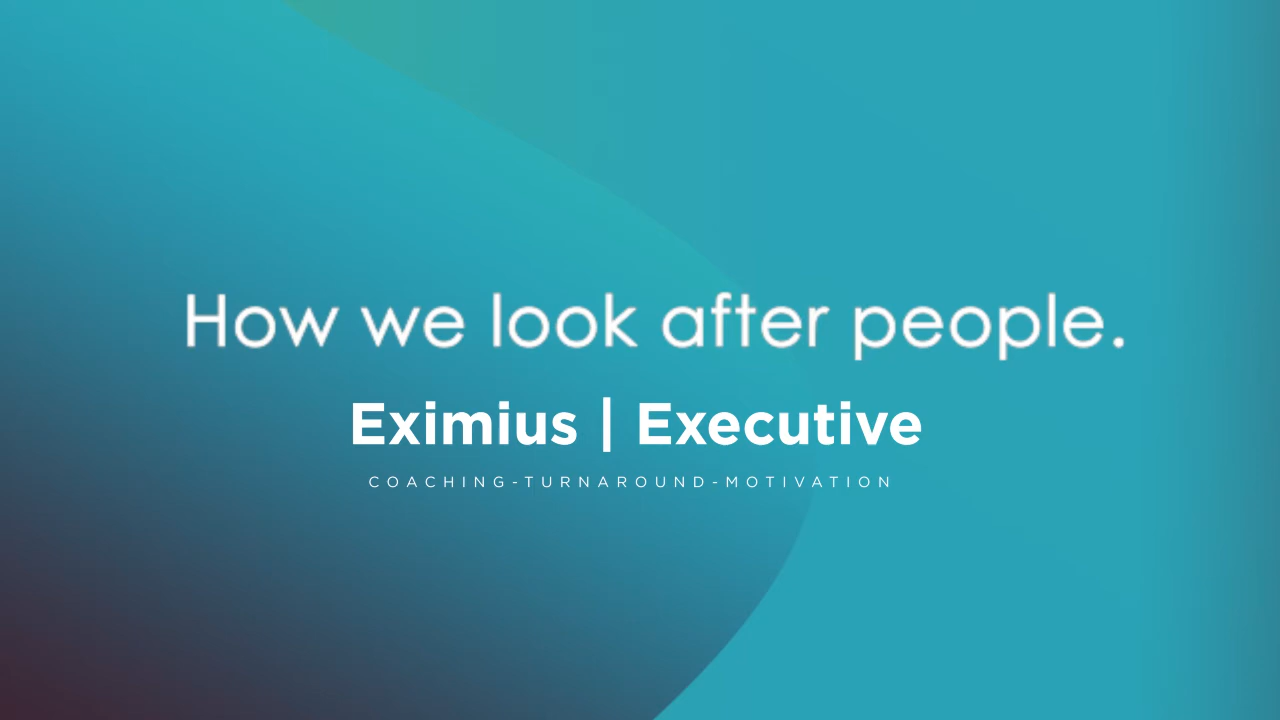 How we look after people.
Eximius | Executive
COACHING-TURNAROUND-MOTIVATION